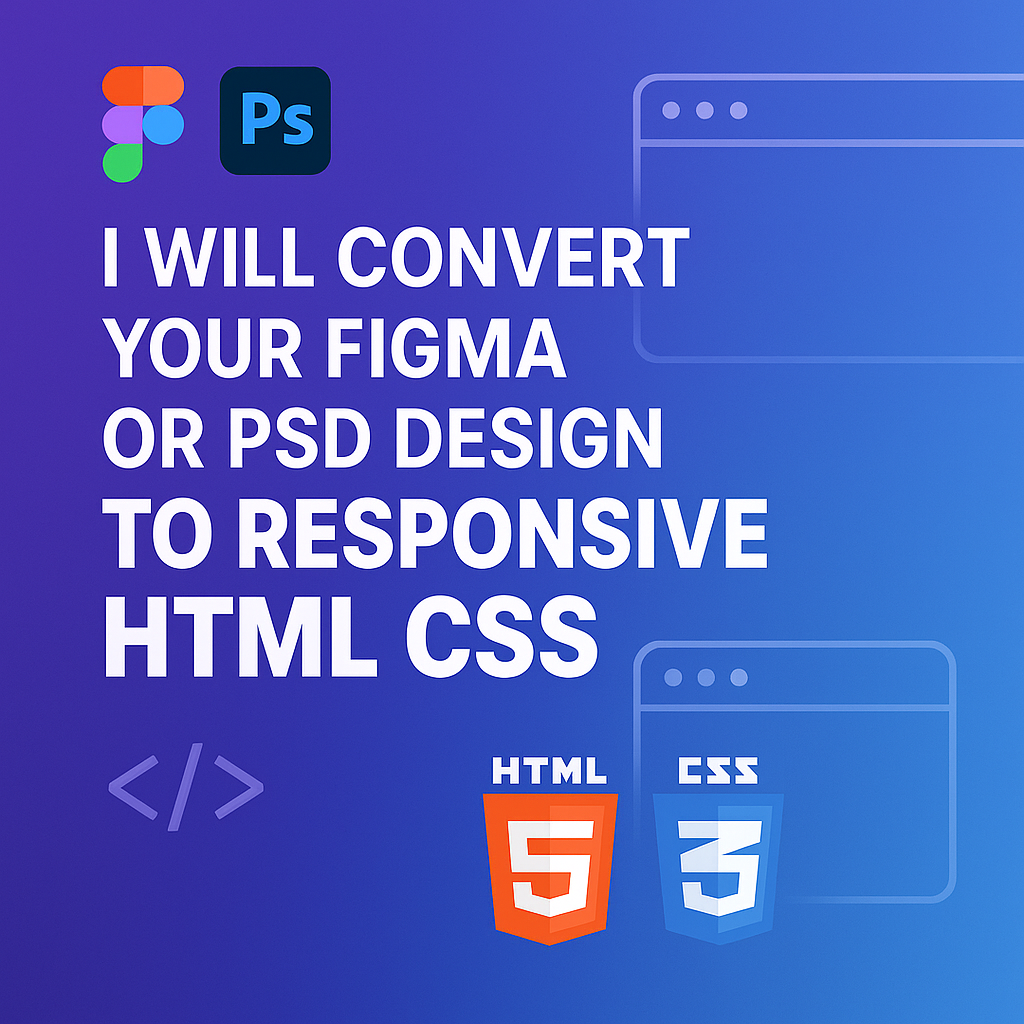 Ps
I WILL CONVERT
YOUR FIGMA
OR PSD DESIGN
TO RESPONSIVE
HTML CSS
</>
HTML CSS
5 3